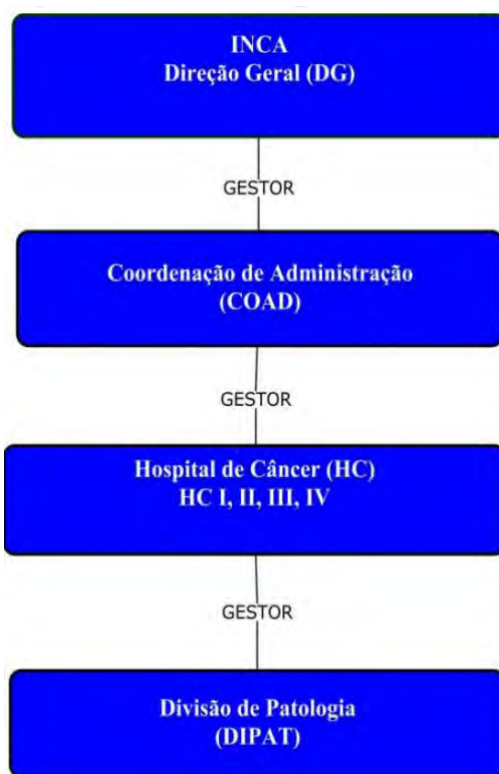 INCA
Direção Geral (DG)
GESTOR
Coordenação de Administração
(COAD)
GESTOR
Hospital de Câncer (HC)
HC I, II, III, IV
GESTOR
Divisão de Patologia
(DIPAT)